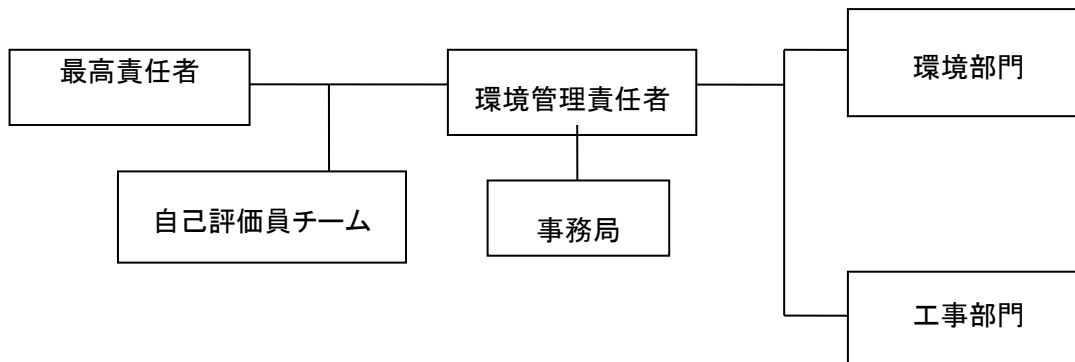 最高責任者
環境管理責任者
環境部門
自己評価員チーム
事務局
工事部門